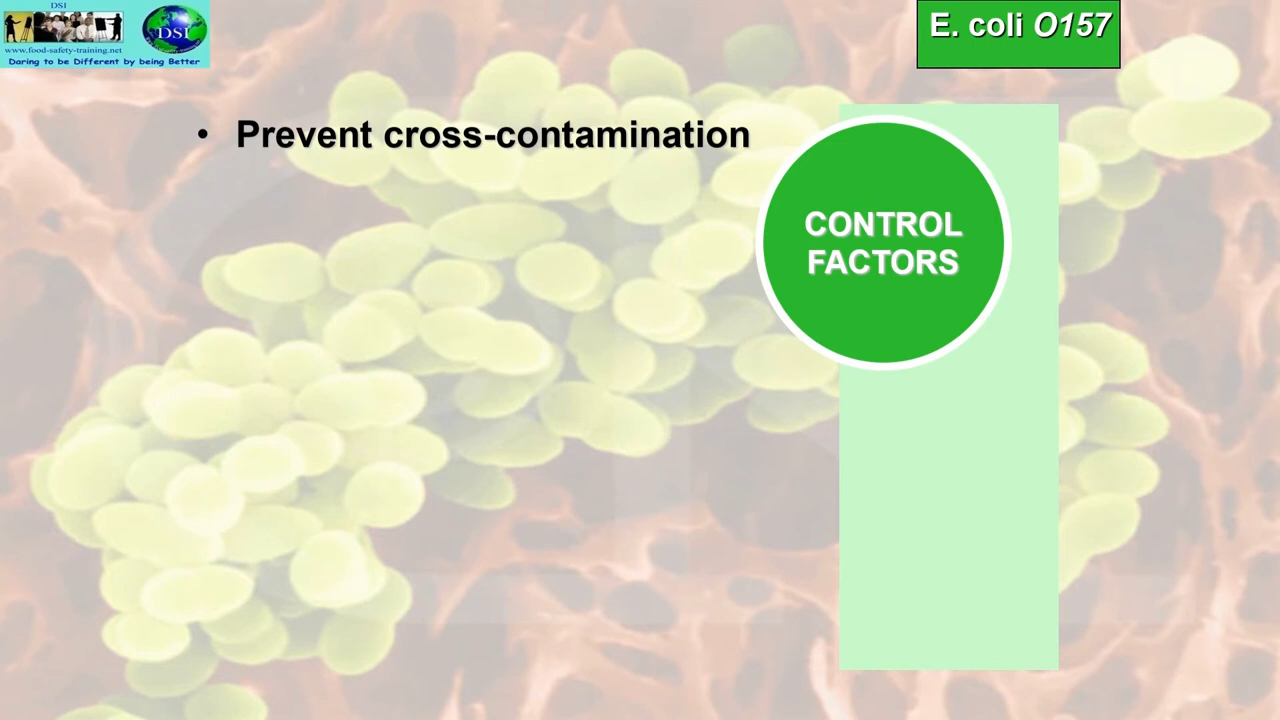 DSI
DSI
www.food-safety-training.net
Daring to be Different by being Better
E. coli O157
• Prevent cross-contamination
CONTROL
FACTORS